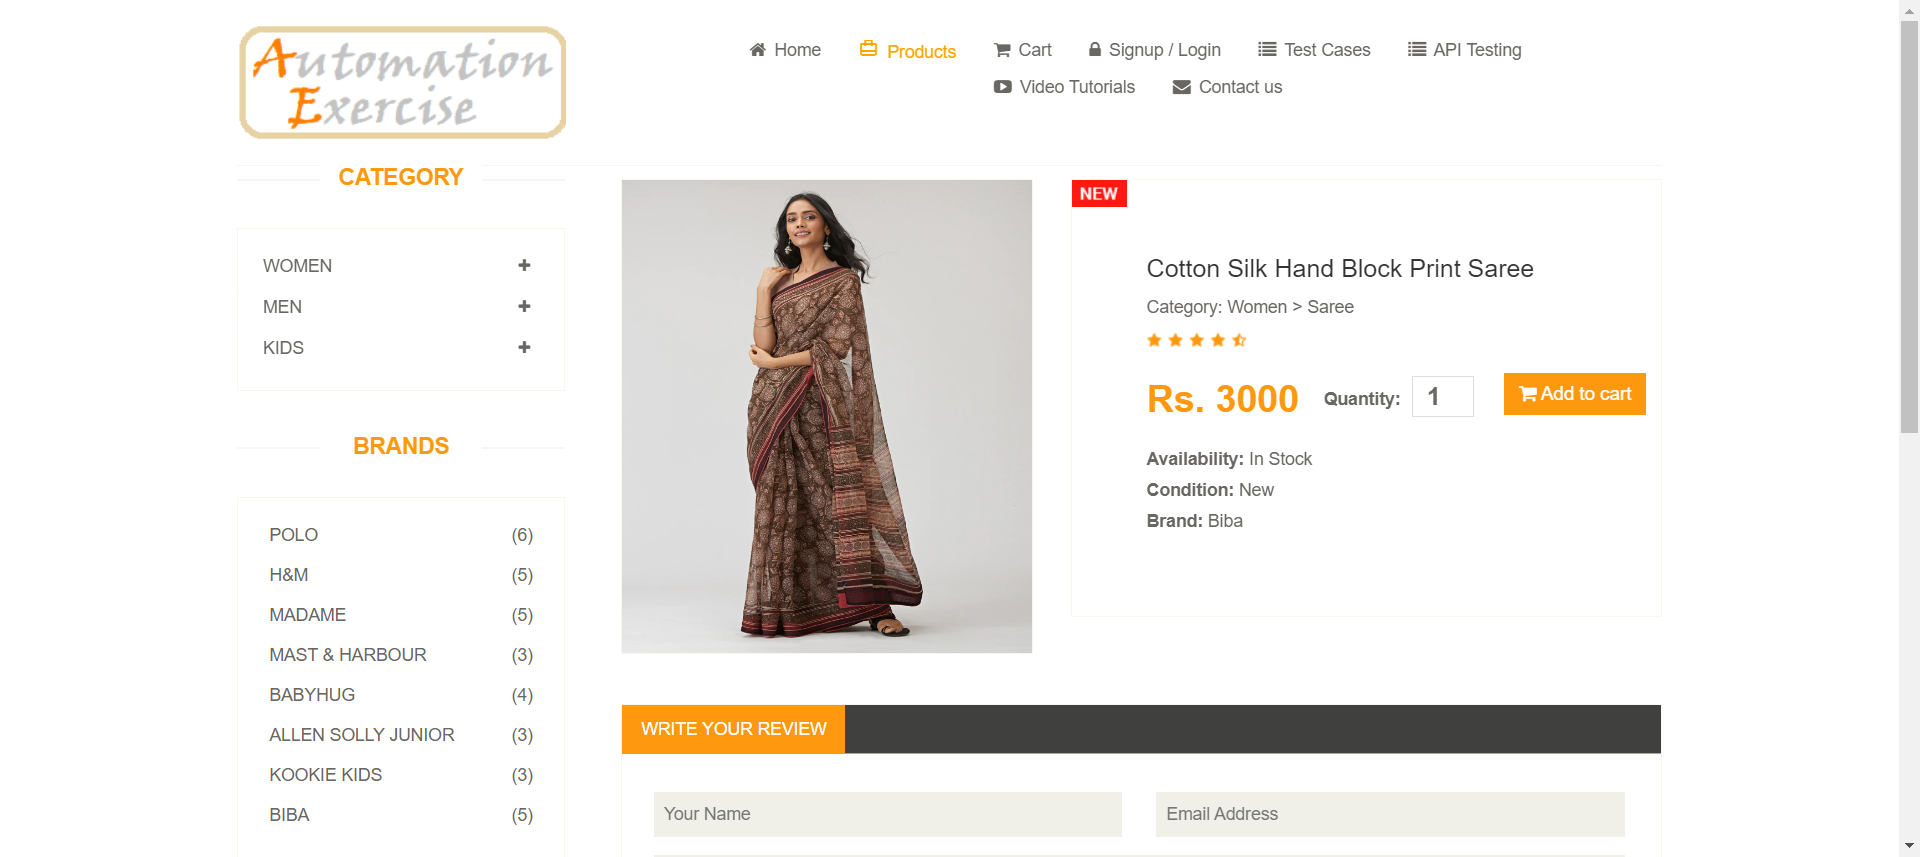 Automation
Exercise
Home
Products
Cart
Signup / Login
Test Cases
API Testing
Video Tutorials
Contact us
CATEGORY
WOMEN
MEN
KIDS
BRANDS
POLO (6)
H&M (5)
MADAME (5)
MAST & HARBOUR (3)
BABYHUG (4)
ALLEN SOLLY JUNIOR (3)
KOOKIE KIDS (3)
BIBA (5)
NEW
Cotton Silk Hand Block Print Saree
Category: Women > Saree
Rs. 3000 Quantity: 1 Add to cart
Availability: In Stock
Condition: New
Brand: Biba
WRITE YOUR REVIEW
Your Name
Email Address